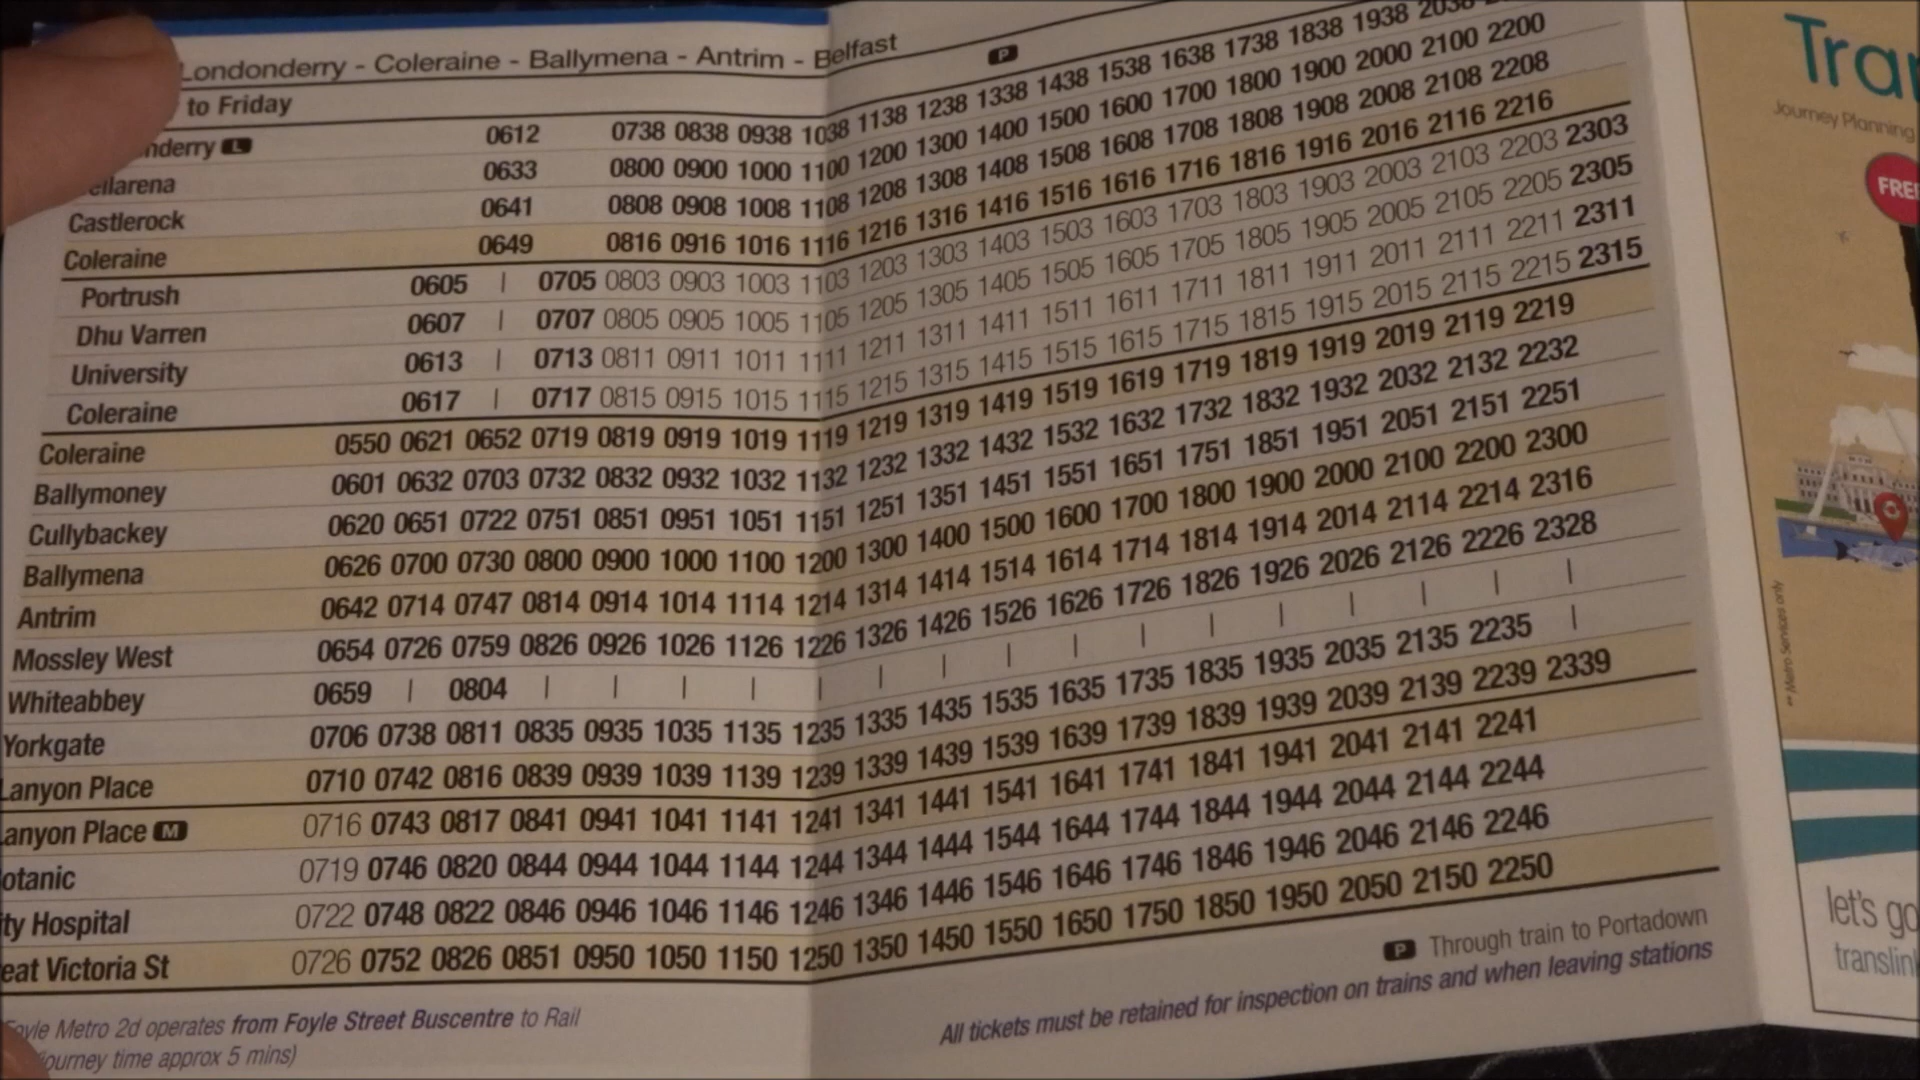 Londonderry - Coleraine - Ballymena - Antrim - Belfast
to Friday P
nderry L 0612 0738 0838 0938 1038 1138 1238 1338 1438 1538 1638 1738 1838 1938 2038
ellarena 0633 0800 0900 1000 1100 1200 1300 1400 1500 1600 1700 1800 1900 2000 2100 2200
Castlerock 0641 0808 0908 1008 1108 1208 1308 1408 1508 1608 1708 1808 1908 2008 2108 2208
Coleraine 0649 0816 0916 1016 1116 1216 1316 1416 1516 1616 1716 1816 1916 2016 2116 2216
Portrush 0605 | 0705 0803 0903 1003 1103 1203 1303 1403 1503 1603 1703 1803 1903 2003 2103 2203 2303
Dhu Varren 0607 | 0707 0805 0905 1005 1105 1205 1305 1405 1505 1605 1705 1805 1905 2005 2105 2205 2305
University 0613 | 0713 0811 0911 1011 1111 1211 1311 1411 1511 1611 1711 1811 1911 2011 2111 2211 2311
Coleraine 0617 | 0717 0815 0915 1015 1115 1215 1315 1415 1515 1615 1715 1815 1915 2015 2115 2215 2315
Coleraine 0550 0621 0652 0719 0819 0919 1019 1119 1219 1319 1419 1519 1619 1719 1819 1919 2019 2119 2219
Ballymoney 0601 0632 0703 0732 0832 0932 1032 1132 1232 1332 1432 1532 1632 1732 1832 1932 2032 2132 2232
Cullybackey 0620 0651 0722 0751 0851 0951 1051 1151 1251 1351 1451 1551 1651 1751 1851 1951 2051 2151 2251
Ballymena 0626 0700 0730 0800 0900 1000 1100 1200 1300 1400 1500 1600 1700 1800 1900 2000 2100 2200 2300
Antrim 0642 0714 0747 0814 0914 1014 1114 1214 1314 1414 1514 1614 1714 1814 1914 2014 2114 2214 2316
Mossley West 0654 0726 0759 0826 0926 1026 1126 1226 1326 1426 1526 1626 1726 1826 1926 2026 2126 2226 2328
Whiteabbey 0659 | 0804 | | | | | | | | | | | | | | | |
Yorkgate 0706 0738 0811 0835 0935 1035 1135 1235 1335 1435 1535 1635 1735 1835 1935 2035 2135 2235 |
Lanyon Place 0710 0742 0816 0839 0939 1039 1139 1239 1339 1439 1539 1639 1739 1839 1939 2039 2139 2239 2339
anyon Place M 0716 0743 0817 0841 0941 1041 1141 1241 1341 1441 1541 1641 1741 1841 1941 2041 2141 2241
otanic 0719 0746 0820 0844 0944 1044 1144 1244 1344 1444 1544 1644 1744 1844 1944 2044 2144 2244
ty Hospital 0722 0748 0822 0846 0946 1046 1146 1246 1346 1446 1546 1646 1746 1846 1946 2046 2146 2246
eat Victoria St 0726 0752 0826 0851 0950 1050 1150 1250 1350 1450 1550 1650 1750 1850 1950 2050 2150 2250
P Through train to Portadown
All tickets must be retained for inspection on trains and when leaving stations
oyle Metro 2d operates from Foyle Street Buscentre to Rail
journey time approx 5 mins)
Tra
Journey Planning
FREE
** Metro Services only
let's go
translin